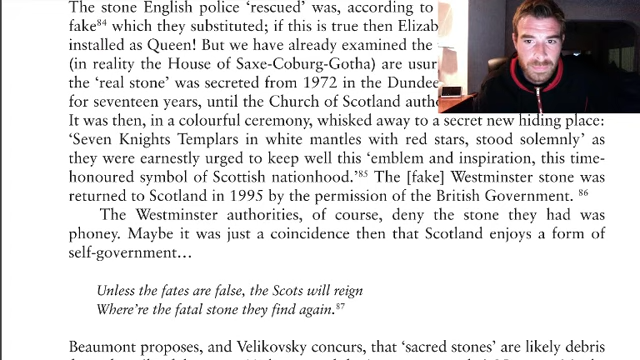 The stone English police ‘rescued’ was, according to
fake⁸⁴ which they substituted; if this is true then Elizab
installed as Queen! But we have already examined the
(in reality the House of Saxe-Coburg-Gotha) are usur
the ‘real stone’ was secreted from 1972 in the Dundee
for seventeen years, until the Church of Scotland autho
It was then, in a colourful ceremony, whisked away to a secret new hiding place:
‘Seven Knights Templars in white mantles with red stars, stood solemnly’ as
they were earnestly urged to keep well this ‘emblem and inspiration, this time-
honoured symbol of Scottish nationhood.’⁸⁵ The [fake] Westminster stone was
returned to Scotland in 1995 by the permission of the British Government. ⁸⁶
The Westminster authorities, of course, deny the stone they had was
phoney. Maybe it was just a coincidence then that Scotland enjoys a form of
self-government…
Unless the fates are false, the Scots will reign
Where’re the fatal stone they find again.⁸⁷
Beaumont proposes, and Velikovsky concurs, that ‘sacred stones’ are likely debris